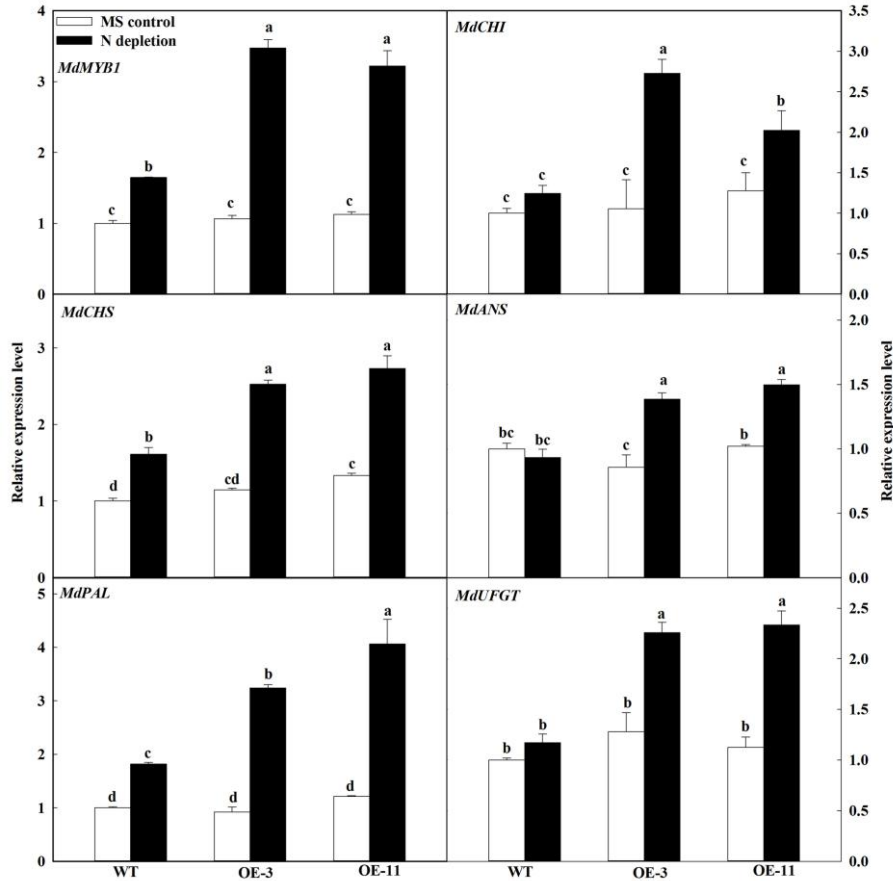 MS control
N depletion
MdMYB1
4
3
2
1
0
b
a
a
c
c
c
MdCHI
3.5
3.0
2.5
2.0
1.5
1.0
0.5
0.0
c
c
c
a
c
b
MdCHS
3
2
1
0
d
b
cd
a
c
a
Relative expression level
MdANS
2.0
1.5
1.0
0.5
0.0
bc
bc
c
a
b
a
Relative expression level
MdPAL
5
4
3
2
1
0
d
c
d
b
d
a
WT
OE-3
OE-11
MdUFGT
2.5
2.0
1.5
1.0
0.5
0.0
b
b
b
a
b
a
WT
OE-3
OE-11